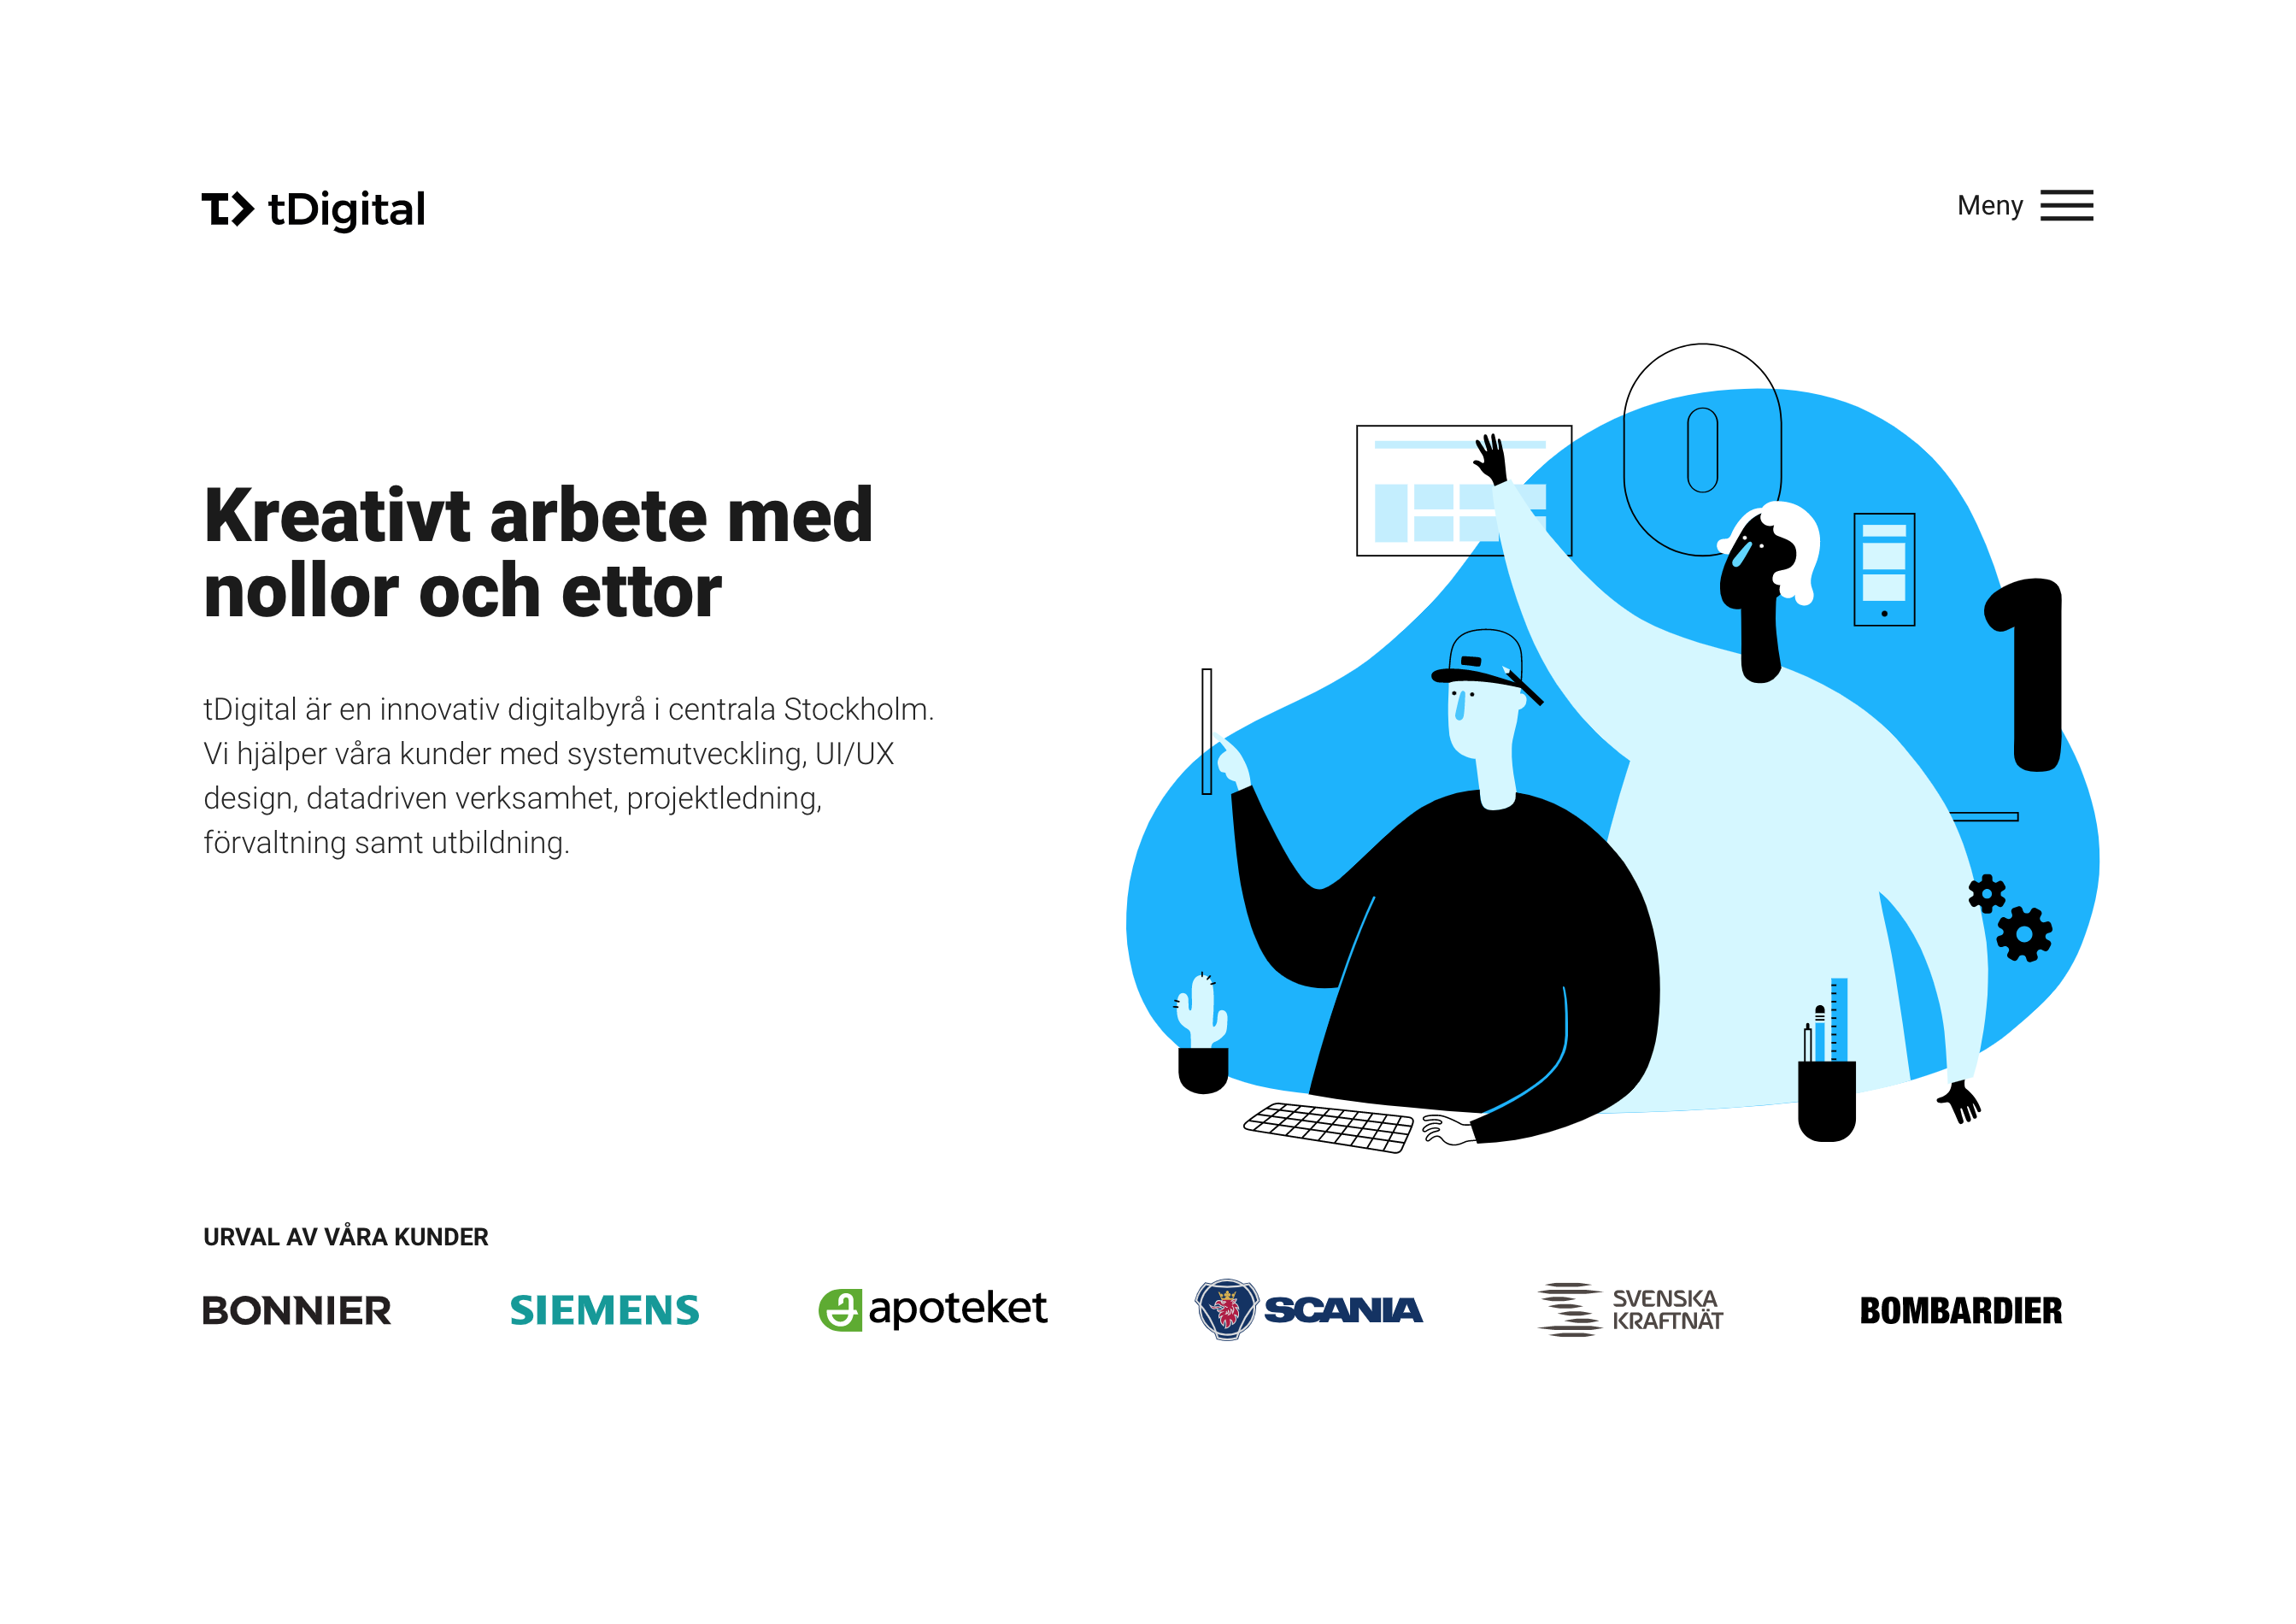 tDigital
Meny
Kreativt arbete med
nollor och ettor
tDigital är en innovativ digitalbyrå i centrala Stockholm.
Vi hjälper våra kunder med systemutveckling, UI/UX
design, datadriven verksamhet, projektledning,
förvaltning samt utbildning.
0
1
URVAL AV VÅRA KUNDER
BONNIER
SIEMENS
apoteket
SCANIA
SVENSKA
KRAFTNÄT
BOMBARDIER